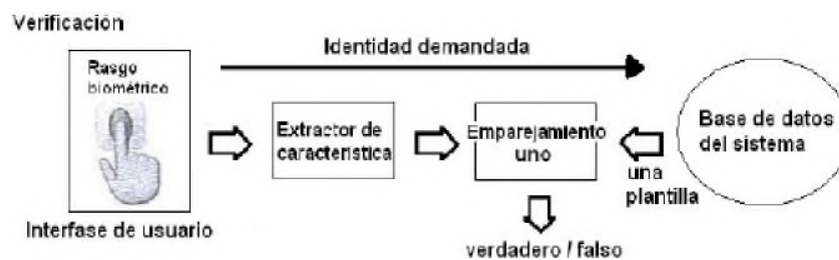 Verificación
Identidad demandada
Rasgo
biométrico
Extractor de
caracteristica
Emparejamiento
uno
Base de datos
del sistema
una
plantilla
Interfase de usuario
verdadero / falso